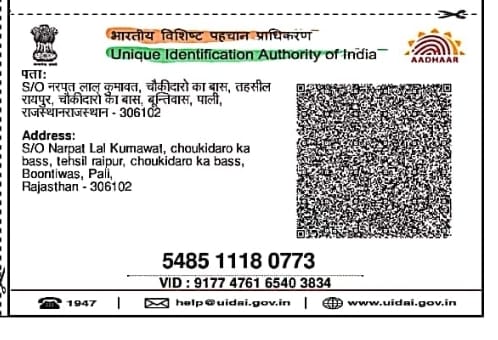 भारतीय विशिष्ट पहचान प्राधिकरण
Unique Identification Authority of India
AADHAAR
पता:
S/O नरपत लाल कुमावत, चौकीदारो का बास, तहसील
रायपुर, चौकीदारो का बास, बून्तिवास, पाली,
राजस्थानराजस्थान - 306102
Address:
S/O Narpat Lal Kumawat, choukidaro ka
bass, tehsil raipur, choukidaro ka bass,
Boontiwas, Pali,
Rajasthan - 306102
5485 1118 0773
VID : 9177 4761 6540 3834
1947 | help@uidai.gov.in | www.uidai.gov.in